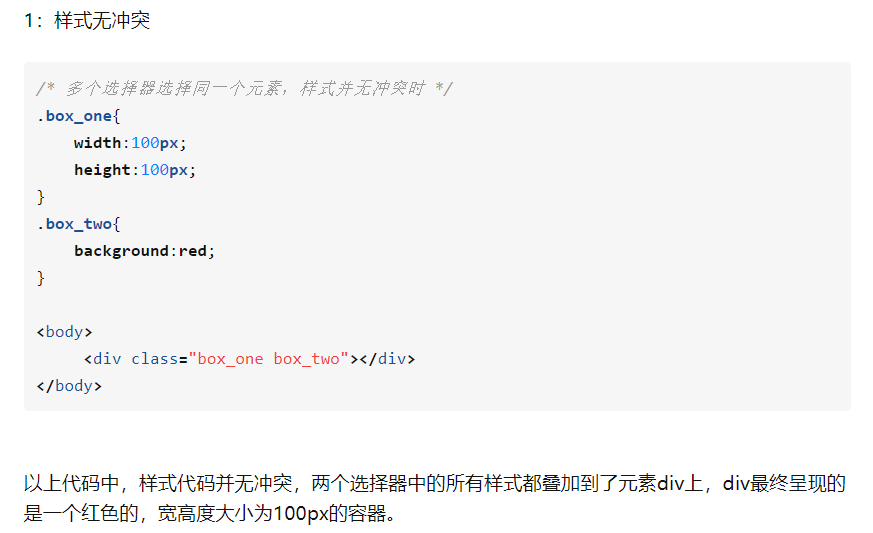 1：样式无冲突
/* 多个选择器选择同一个元素，样式并无冲突时 */
.box_one{
    width:100px;
    height:100px;
}
.box_two{
    background:red;
}
<body>
     <div class="box_one box_two"></div>
</body>
以上代码中，样式代码并无冲突，两个选择器中的所有样式都叠加到了元素div上，div最终呈现的
是一个红色的，宽高度大小为100px的容器。